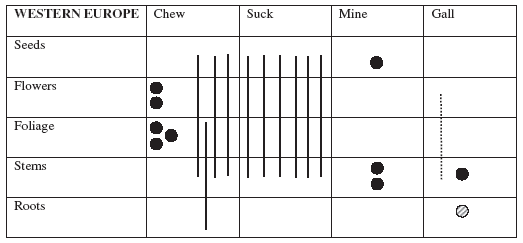 WESTERN EUROPE Chew Suck Mine Gall
Seeds
Flowers
Foliage
Stems
Roots